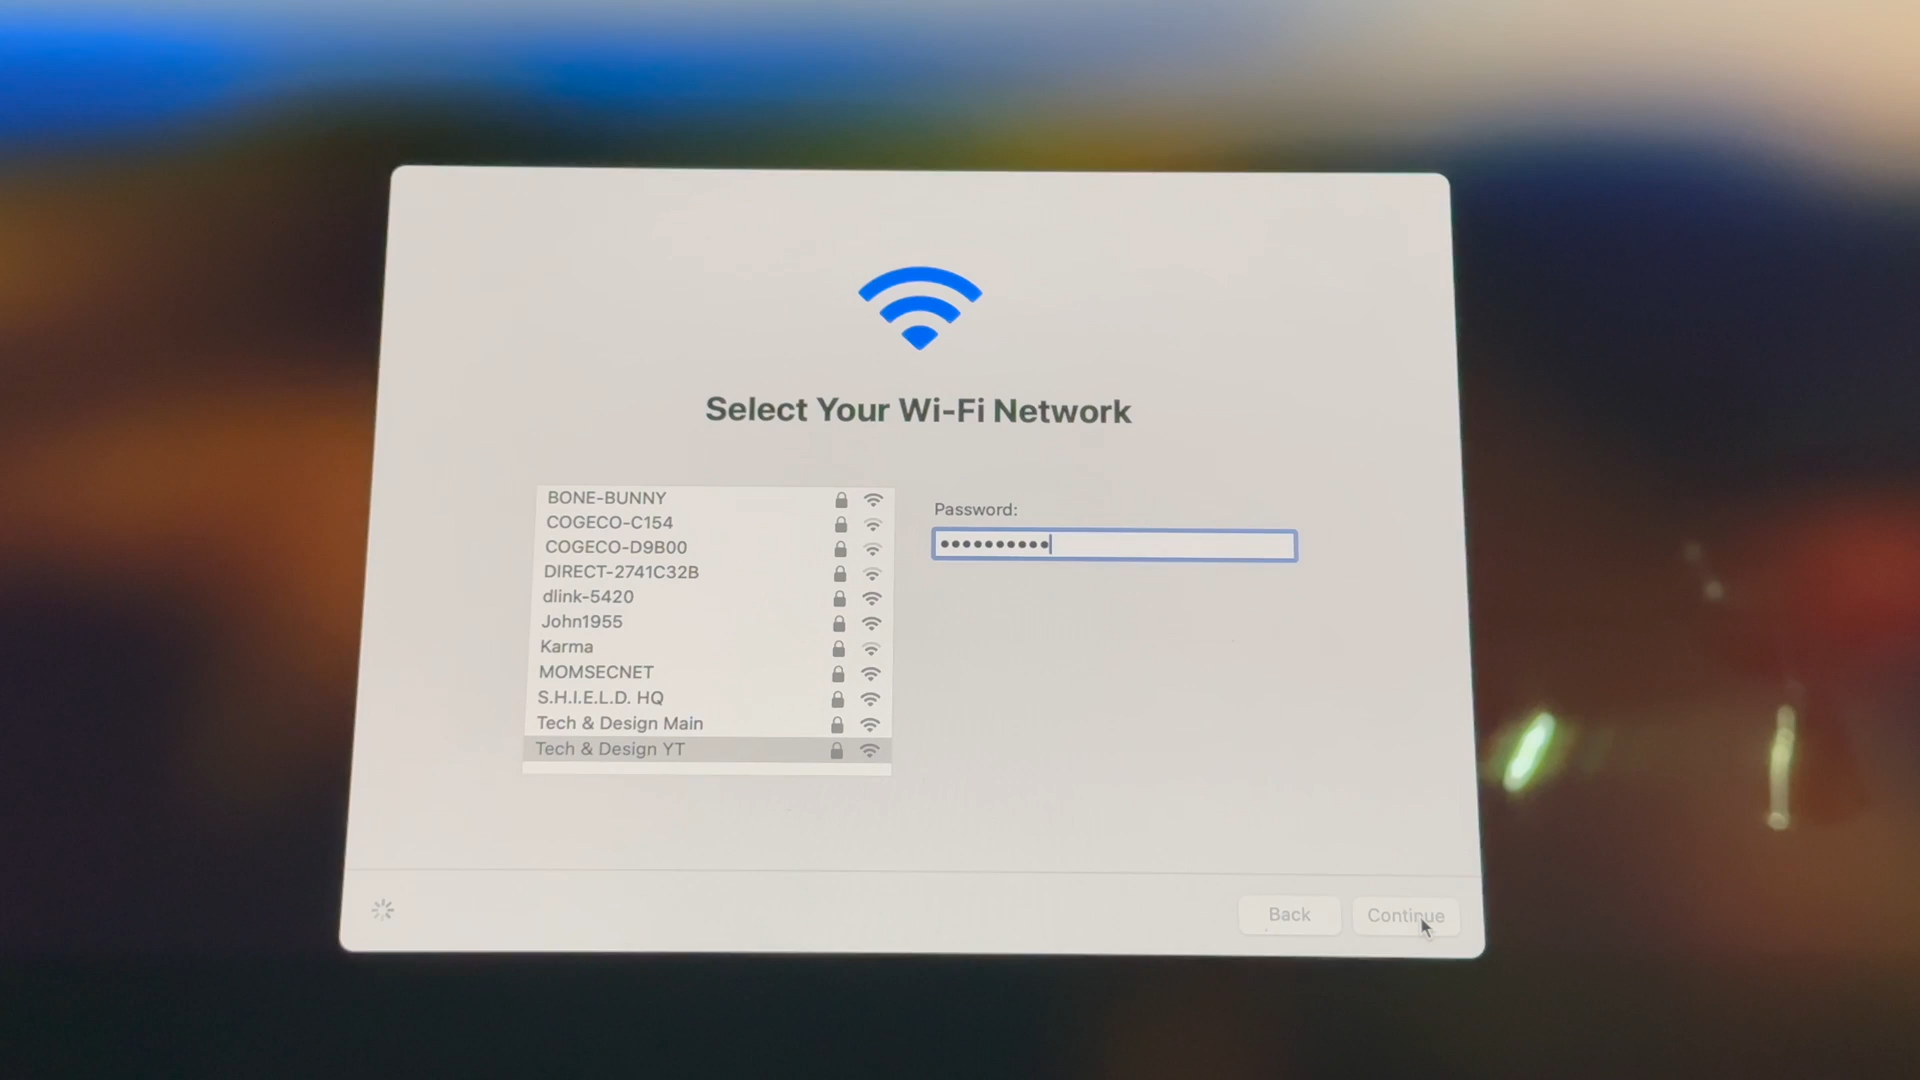 Select Your Wi-Fi Network
BONE-BUNNY
COGECO-C154
COGECO-D9B00
DIRECT-2741C32B
dlink-5420
John1955
Karma
MOMSECNET
S.H.I.E.L.D. HQ
Tech & Design Main
Tech & Design YT
Password:
••••••••••
Back
Continue